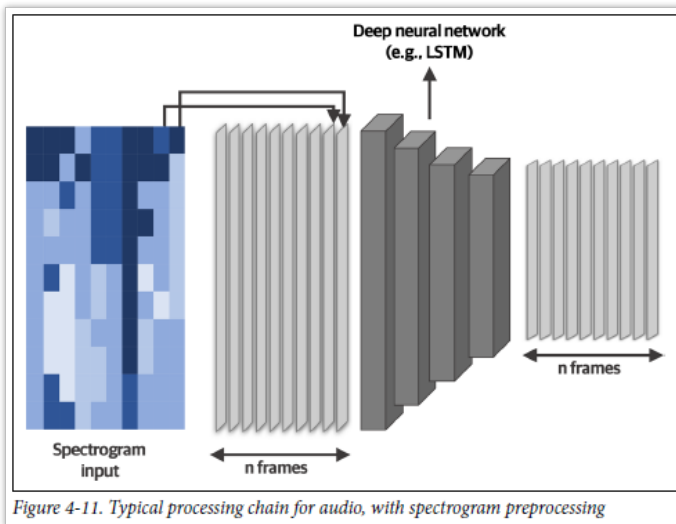 Deep neural network
(e.g., LSTM)
Spectrogram
input
n frames
n frames
Figure 4-11. Typical processing chain for audio, with spectrogram preprocessing